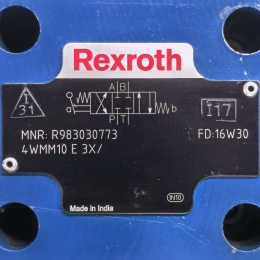 Rexroth
I
31
A B
a
b
P T
I17
MNR: R983030773
FD:16W30
4WMM10 E 3X/
Made in India
IN10